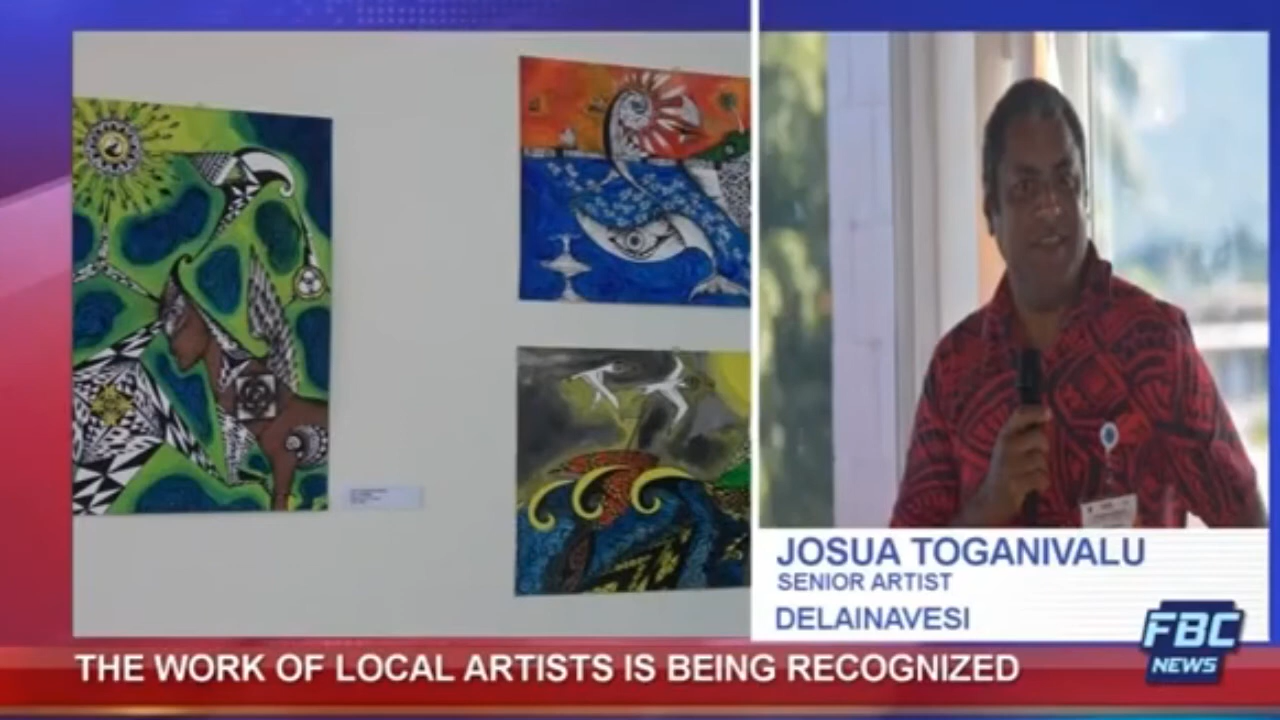 JOSUA TOGANIVALU
SENIOR ARTIST
DELAINAVESI
FBC
NEWS
THE WORK OF LOCAL ARTISTS IS BEING RECOGNIZED